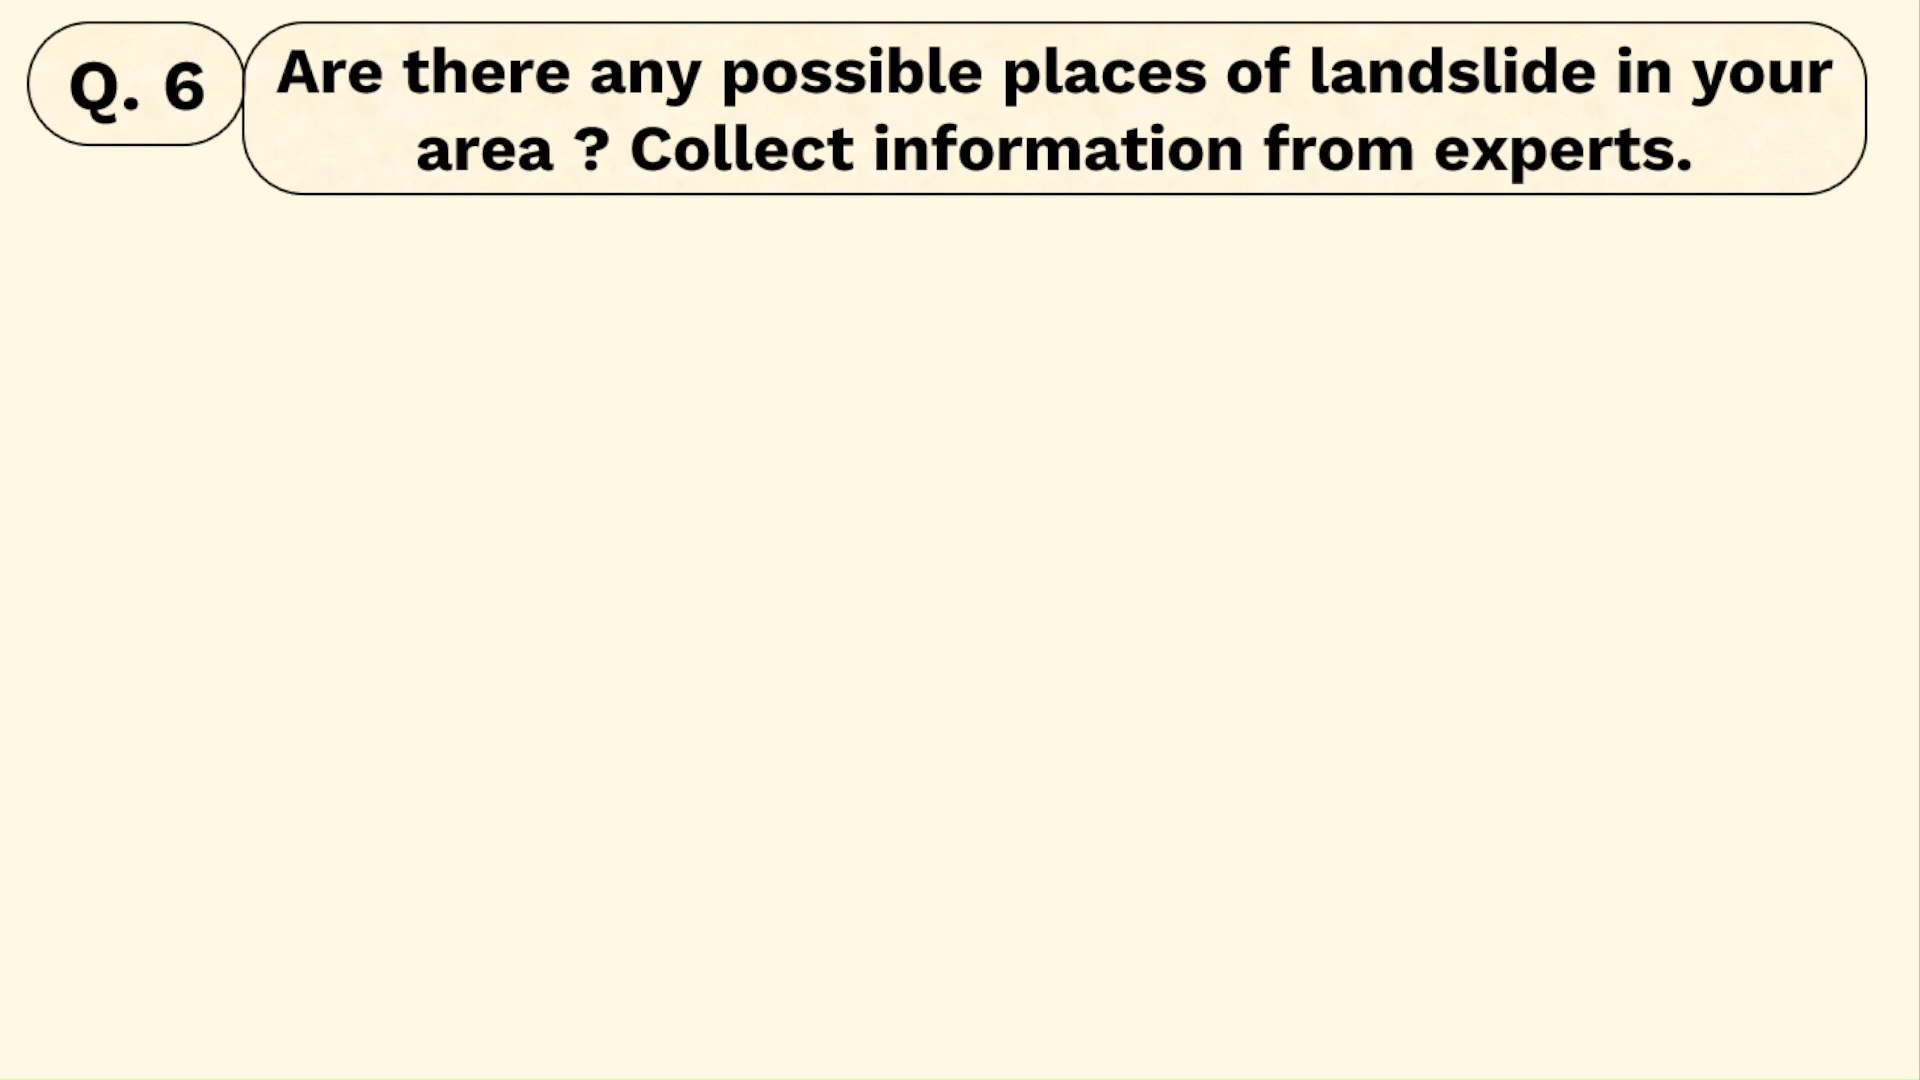 Q. 6
Are there any possible places of landslide in your
area ? Collect information from experts.